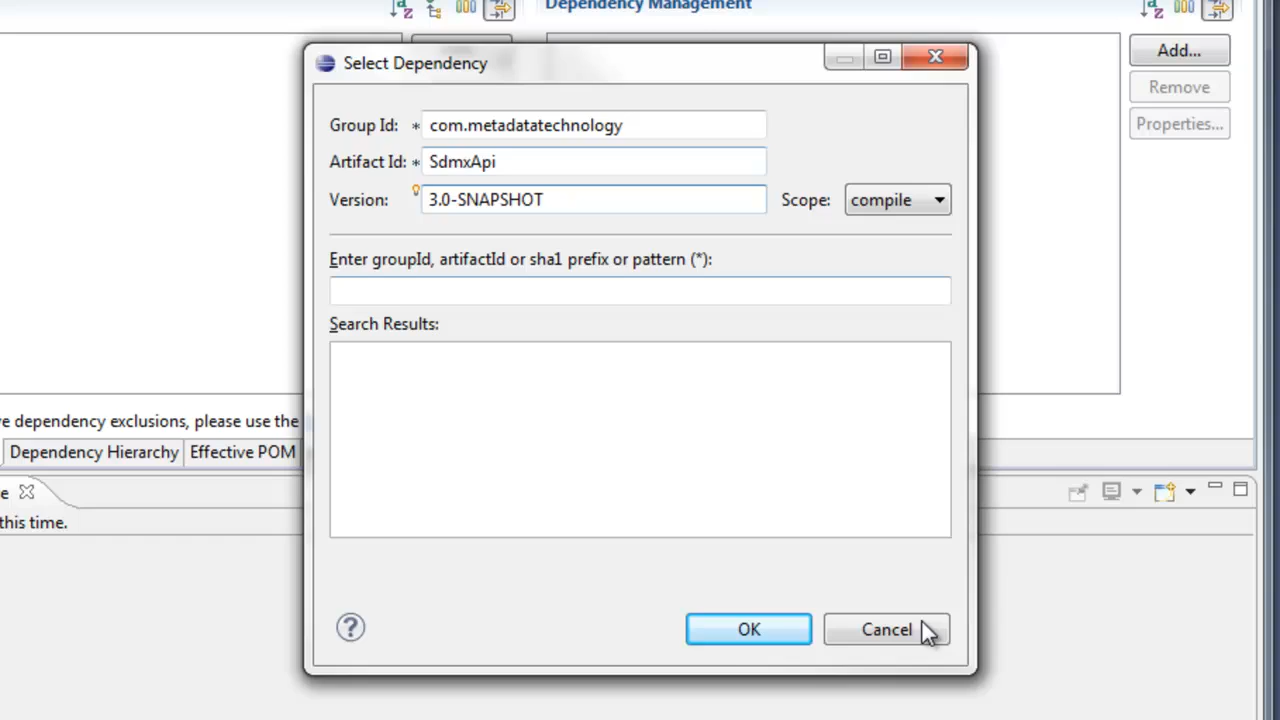 Dependency Management
Select Dependency
Add...
Remove
Properties...
Group Id: * com.metadatatechnology
Artifact Id: * SdmxApi
Version: 3.0-SNAPSHOT Scope: compile
Enter groupId, artifactId or sha1 prefix or pattern (*):
Search Results:
dependency exclusions, please use the
Dependency Hierarchy Effective POM
this time.
OK Cancel